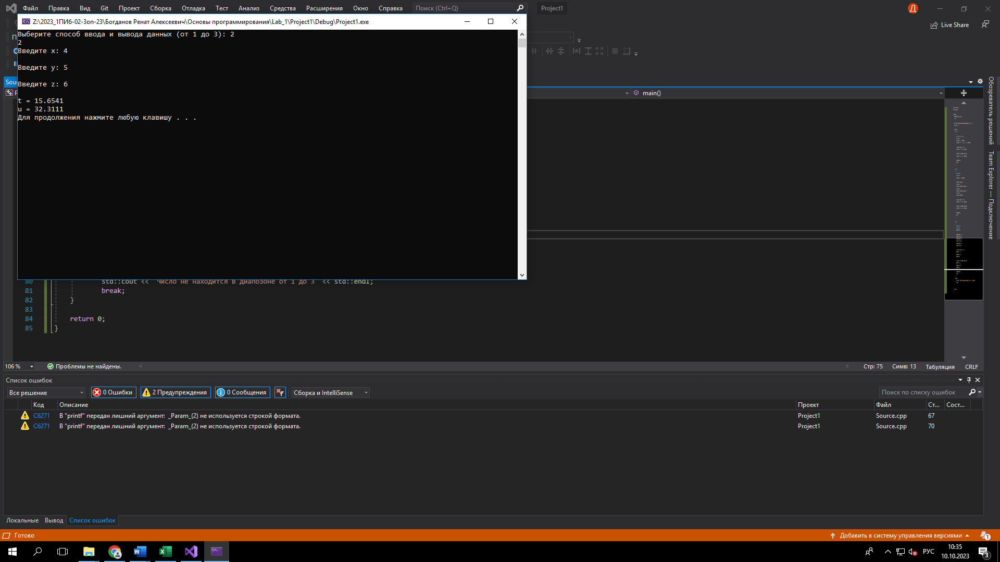 Файл Правка Вид Git Проект Сборка Отладка Тест Анализ Средства Расширения Окно Справка Поиск (Ctrl+Q) Project1 Д
Z:\2023_1ПИб-02-3оп-23\Богданов Ренат Алексеевич\Основы программирования\Lab_1\Project1\Debug\Project1.exe
Live Share
Выберите способ ввода и вывода данных (от 1 до 3): 2
2
Введите x: 4
Введите y: 5
Введите z: 6
t = 15.6541
u = 32.3111
Для продолжения нажмите любую клавишу . . .
Sou
main()
Обозреватель решений
Team Explorer — Подключение
80 std::cout << "Число не находится в диапозоне от 1 до 3" << std::endl;
81 break;
82 }
83
84 return 0;
85 }
106 % Проблемы не найдены. Стр: 75 Симв: 13 Табуляция CRLF
Список ошибок
Все решение 0 Ошибки 2 Предупреждения 0 Сообщения Сборка и IntelliSense Поиск по списку ошибок
Код Описание Проект Файл Ст... Сост...
C6271 В "printf" передан лишний аргумент: _Param_(2) не используется строкой формата. Project1 Source.cpp 67
C6271 В "printf" передан лишний аргумент: _Param_(2) не используется строкой формата. Project1 Source.cpp 70
Локальные Вывод Список ошибок
Готово Добавить в систему управления версиями 1
РУС 10:35
10.10.2023 3